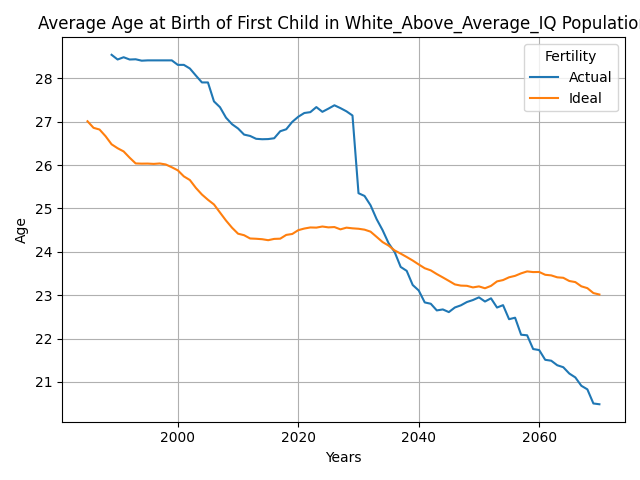 Average Age at Birth of First Child in White_Above_Average_IQ Population
Fertility
Actual
Ideal
Age
28
27
26
25
24
23
22
21
2000
2020
2040
2060
Years